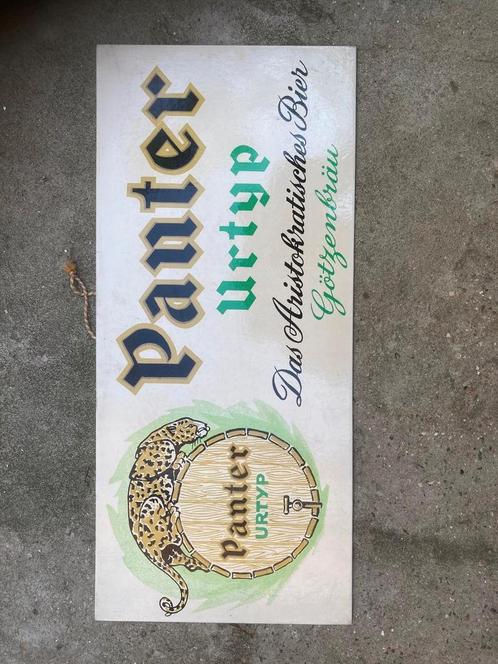 Panter
Urtyp
Das Aristokratisches Bier
Götzenbräu
Panter
URTYP